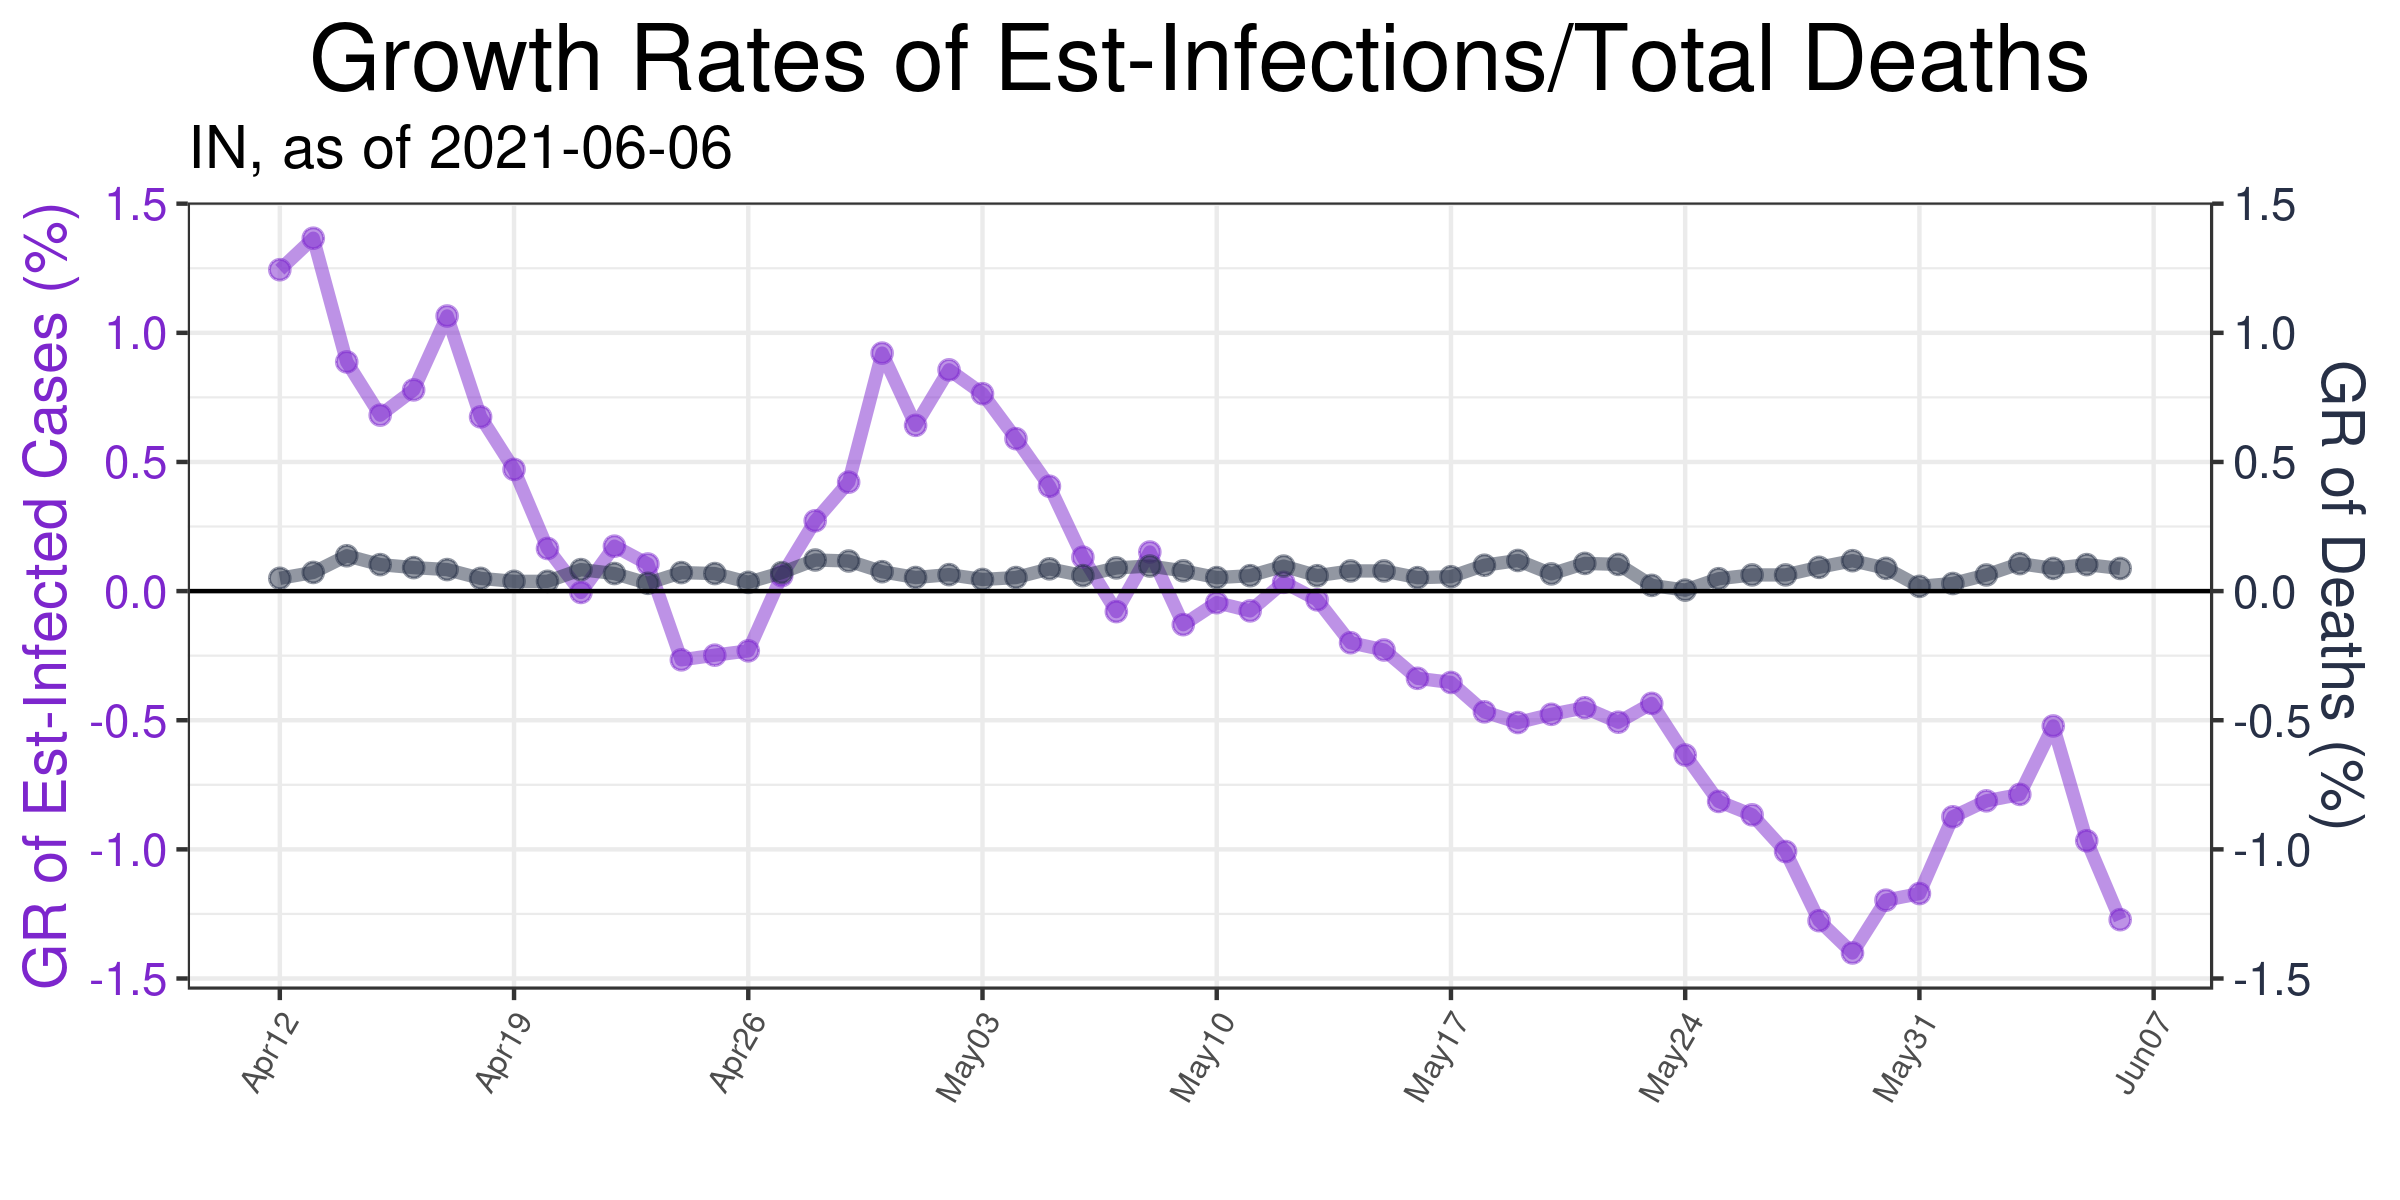 Growth Rates of Est-Infections/Total Deaths
IN, as of 2021-06-06
GR of Est-Infected Cases (%)
1.5
1.0
0.5
0.0
-0.5
-1.0
-1.5
1.5
1.0
0.5
0.0
-0.5
-1.0
-1.5
GR of Deaths (%)
Apr12
Apr19
Apr26
May03
May10
May17
May24
May31
Jun07